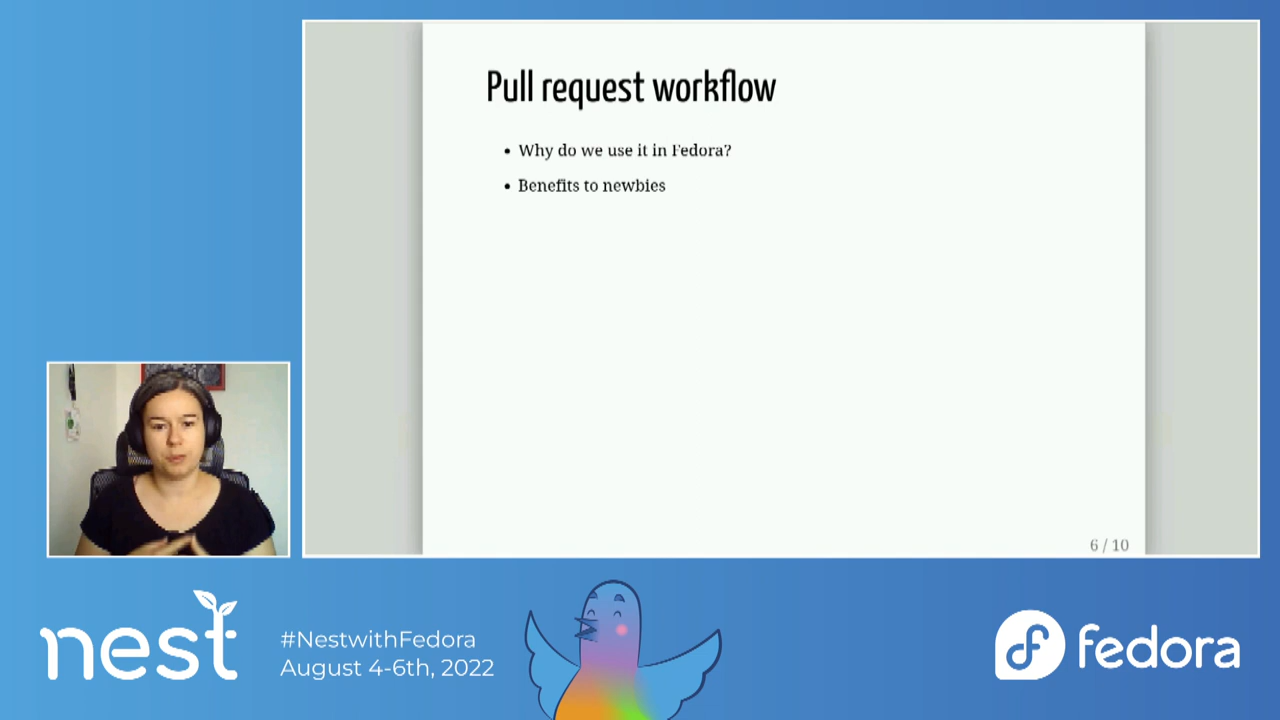 Pull request workflow
• Why do we use it in Fedora?
• Benefits to newbies
6 / 10
nest
#NestwithFedora
August 4-6th, 2022
fedora